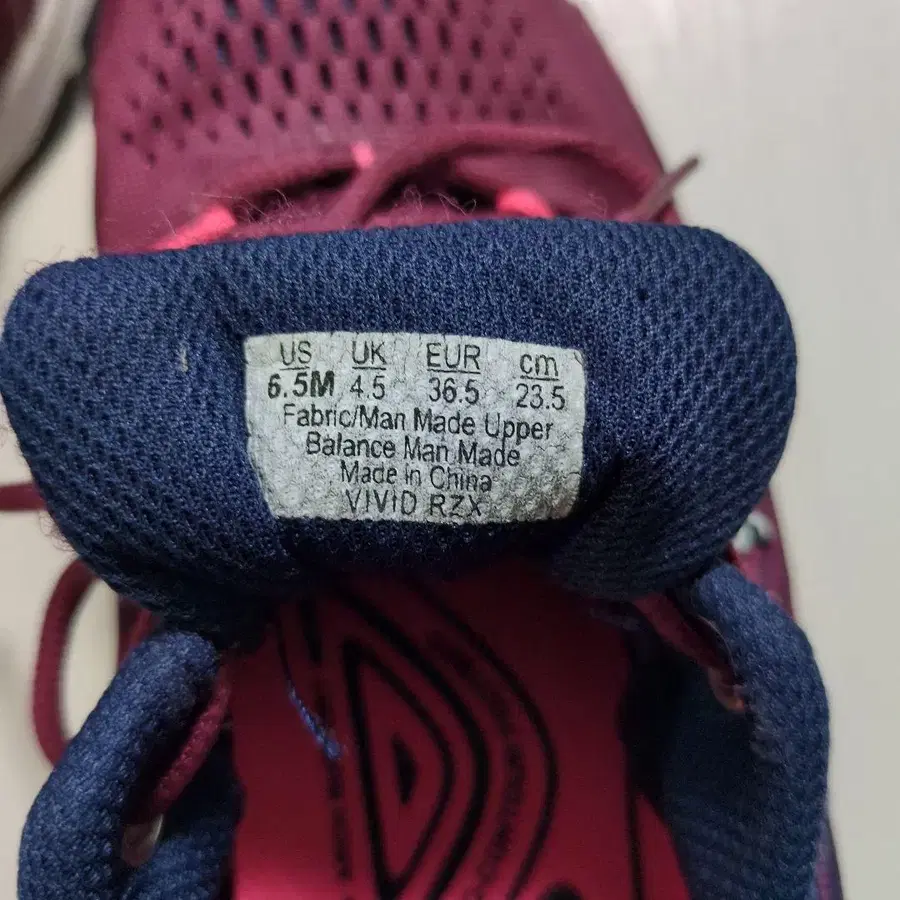 US UK EUR cm
6.5M 4.5 36.5 23.5
Fabric/Man Made Upper
Balance Man Made
Made In China
VIVID RZX